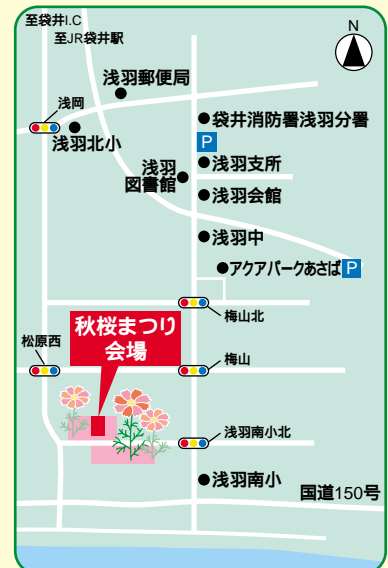 至袋井I.C
至JR袋井駅
N
浅羽郵便局
浅岡
浅羽北小
袋井消防署浅羽分署
P
浅羽支所
浅羽
図書館
浅羽会館
浅羽中
アクアパークあさば P
梅山北
秋桜まつり
会場
松原西
梅山
浅羽南小北
浅羽南小
国道150号